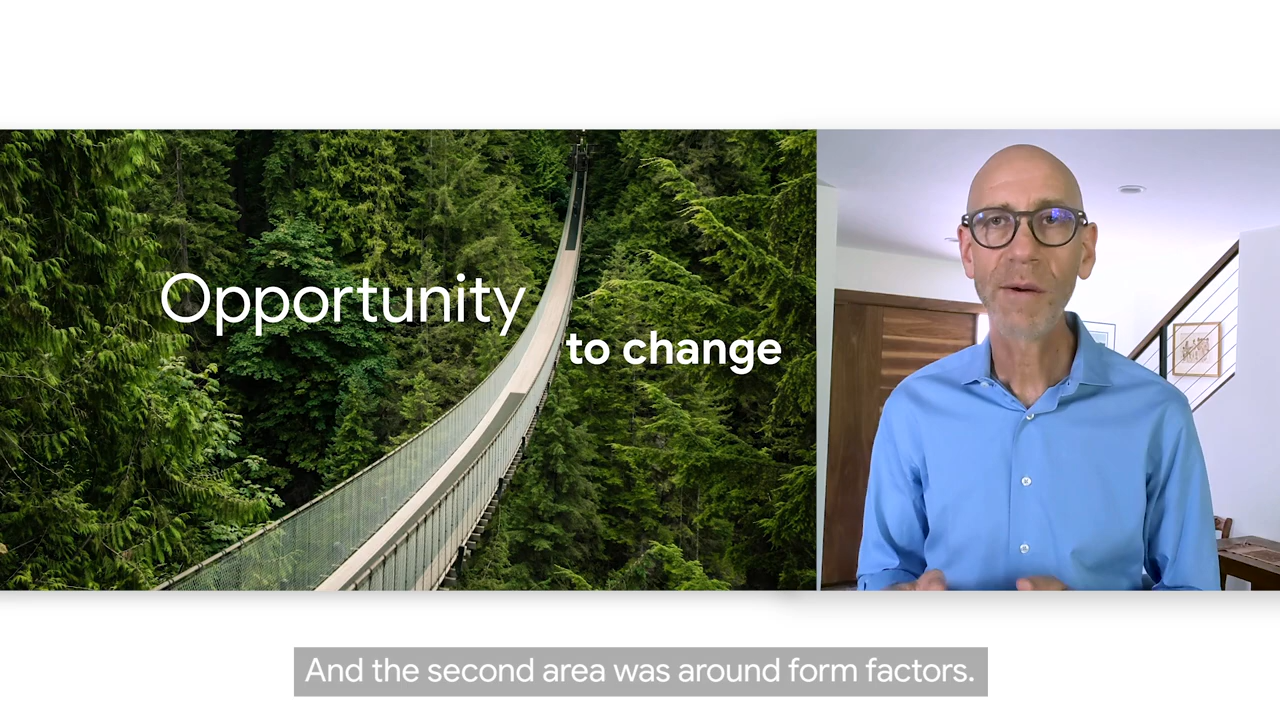 Opportunity
to change
And the second area was around form factors.